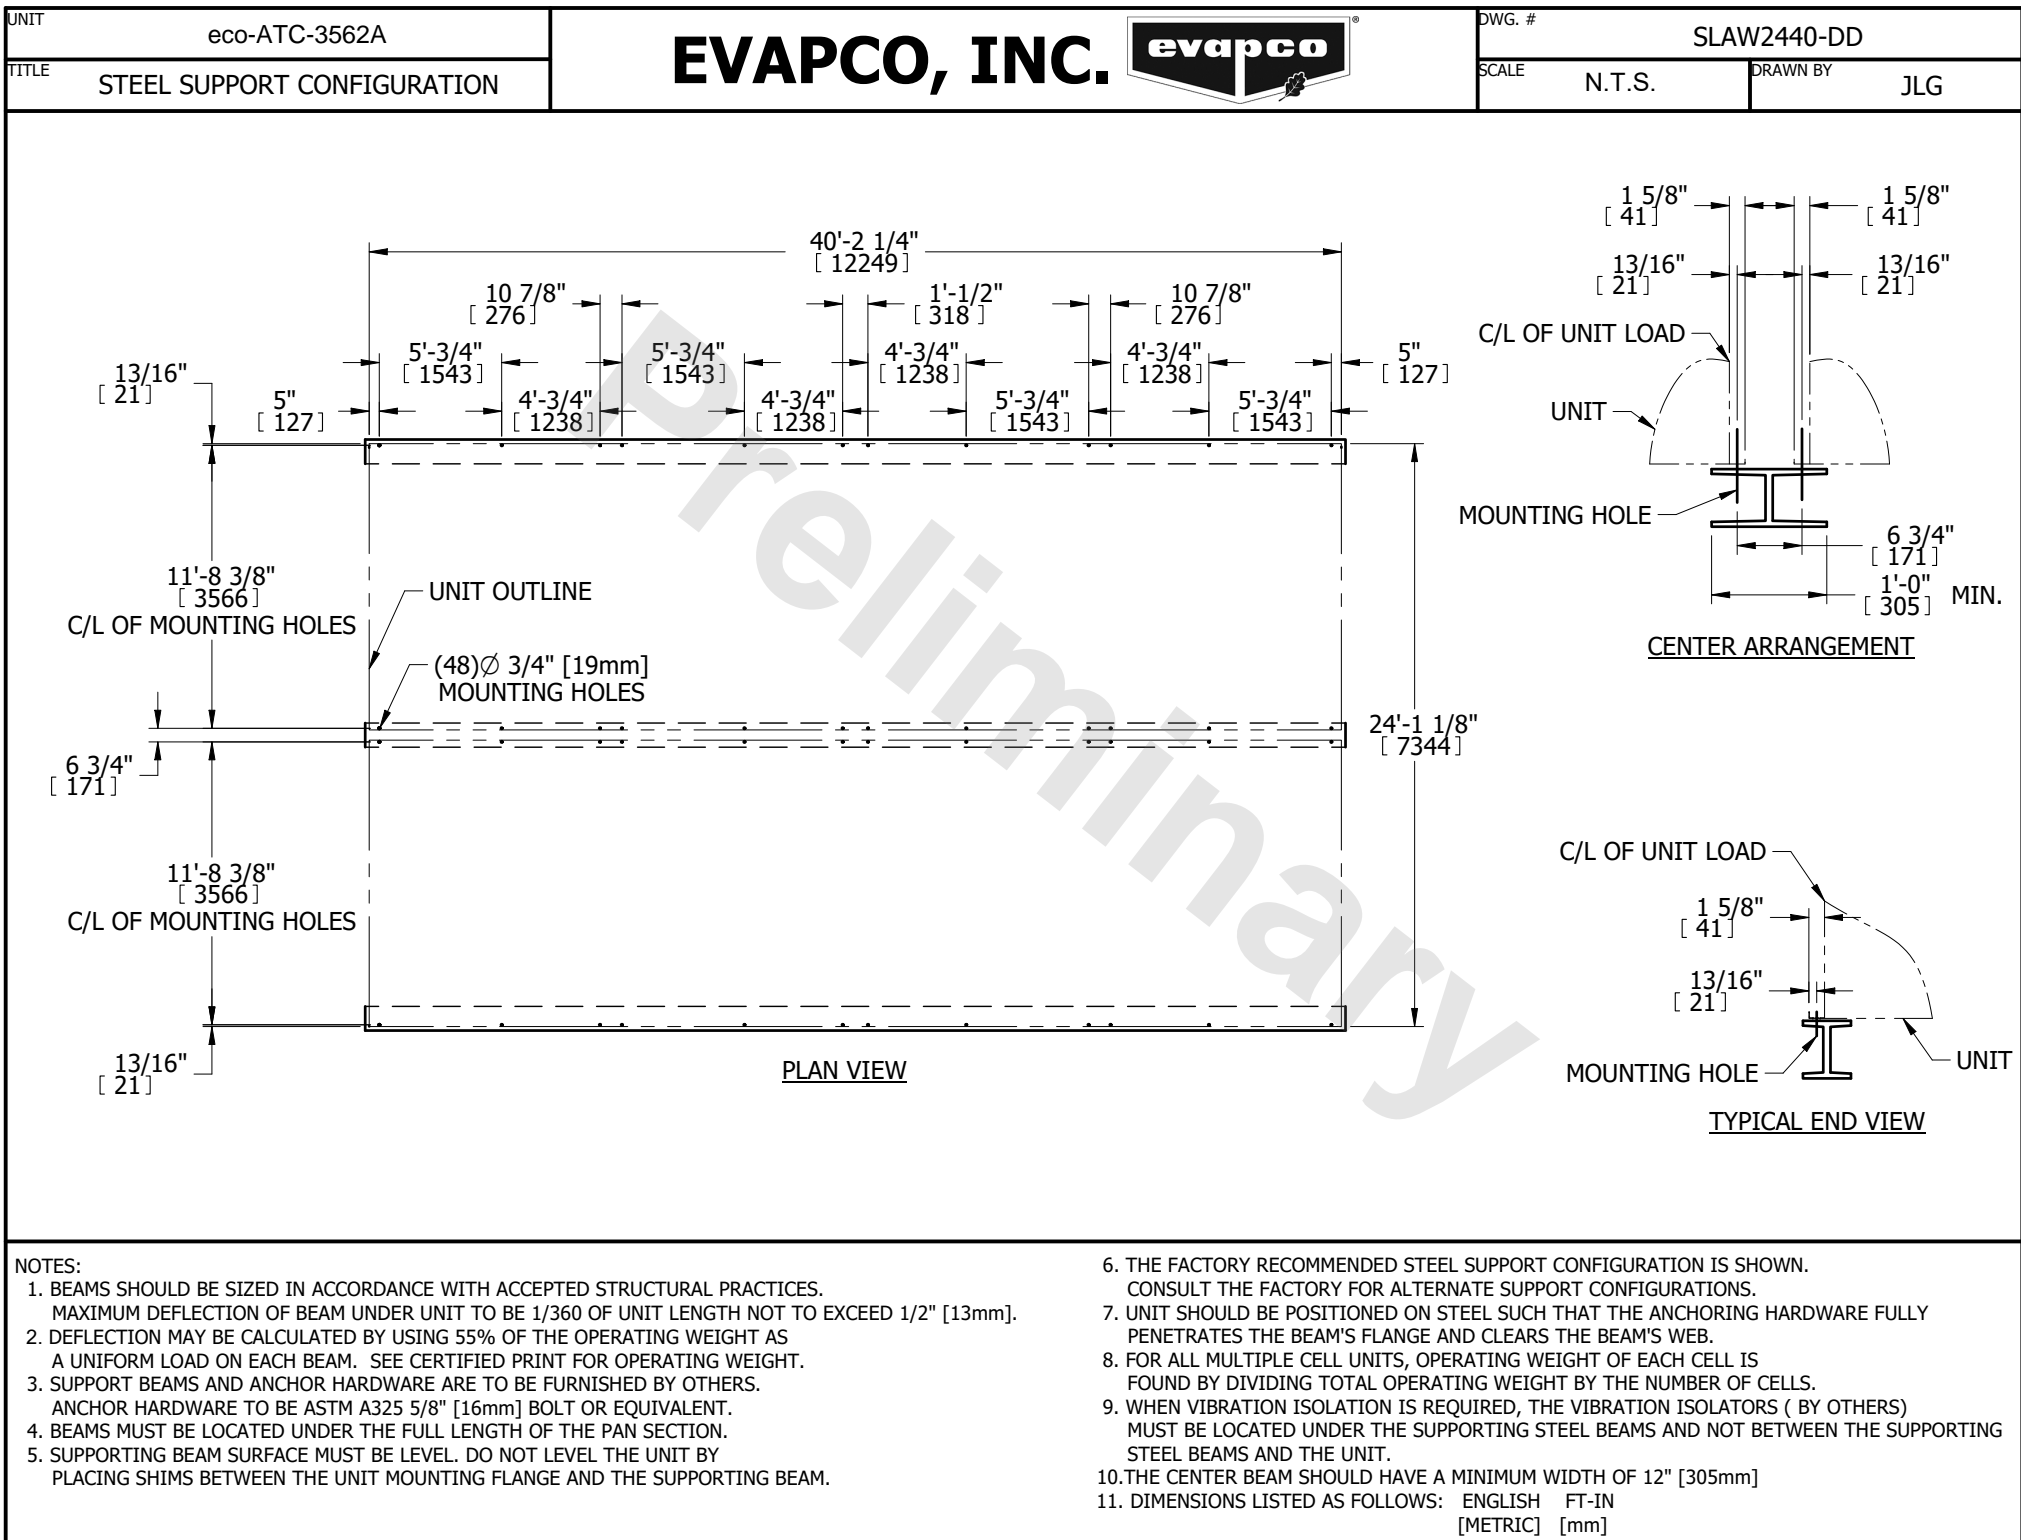 UNIT
eco-ATC-3562A
TITLE
STEEL SUPPORT CONFIGURATION
EVAPCO, INC.
evapco
®
DWG. #
SLAW2440-DD
SCALE
N.T.S.
DRAWN BY
JLG
40'-2 1/4"
[ 12249]
10 7/8"
[ 276]
1'-1/2"
[ 318 ]
10 7/8"
[ 276]
5'-3/4"
[ 1543]
5'-3/4"
[ 1543]
4'-3/4"
[ 1238]
4'-3/4"
[ 1238]
5"
[ 127]
13/16"
[ 21]
5"
[ 127]
4'-3/4"
[ 1238]
4'-3/4"
[ 1238]
5'-3/4"
[ 1543]
5'-3/4"
[ 1543]
11'-8 3/8"
[ 3566]
C/L OF MOUNTING HOLES
UNIT OUTLINE
(48)∅ 3/4" [19mm]
MOUNTING HOLES
6 3/4"
[ 171]
24'-1 1/8"
[ 7344]
11'-8 3/8"
[ 3566]
C/L OF MOUNTING HOLES
13/16"
[ 21]
PLAN VIEW
Preliminary
1 5/8"
[ 41]
1 5/8"
[ 41]
13/16"
[ 21]
13/16"
[ 21]
C/L OF UNIT LOAD
UNIT
MOUNTING HOLE
6 3/4"
[ 171]
1'-0"
[ 305] MIN.
CENTER ARRANGEMENT
C/L OF UNIT LOAD
1 5/8"
[ 41]
13/16"
[ 21]
MOUNTING HOLE
UNIT
TYPICAL END VIEW
NOTES:
1. BEAMS SHOULD BE SIZED IN ACCORDANCE WITH ACCEPTED STRUCTURAL PRACTICES.
MAXIMUM DEFLECTION OF BEAM UNDER UNIT TO BE 1/360 OF UNIT LENGTH NOT TO EXCEED 1/2" [13mm].
2. DEFLECTION MAY BE CALCULATED BY USING 55% OF THE OPERATING WEIGHT AS
A UNIFORM LOAD ON EACH BEAM. SEE CERTIFIED PRINT FOR OPERATING WEIGHT.
3. SUPPORT BEAMS AND ANCHOR HARDWARE ARE TO BE FURNISHED BY OTHERS.
ANCHOR HARDWARE TO BE ASTM A325 5/8" [16mm] BOLT OR EQUIVALENT.
4. BEAMS MUST BE LOCATED UNDER THE FULL LENGTH OF THE PAN SECTION.
5. SUPPORTING BEAM SURFACE MUST BE LEVEL. DO NOT LEVEL THE UNIT BY
PLACING SHIMS BETWEEN THE UNIT MOUNTING FLANGE AND THE SUPPORTING BEAM.
6. THE FACTORY RECOMMENDED STEEL SUPPORT CONFIGURATION IS SHOWN.
CONSULT THE FACTORY FOR ALTERNATE SUPPORT CONFIGURATIONS.
7. UNIT SHOULD BE POSITIONED ON STEEL SUCH THAT THE ANCHORING HARDWARE FULLY
PENETRATES THE BEAM'S FLANGE AND CLEARS THE BEAM'S WEB.
8. FOR ALL MULTIPLE CELL UNITS, OPERATING WEIGHT OF EACH CELL IS
FOUND BY DIVIDING TOTAL OPERATING WEIGHT BY THE NUMBER OF CELLS.
9. WHEN VIBRATION ISOLATION IS REQUIRED, THE VIBRATION ISOLATORS ( BY OTHERS)
MUST BE LOCATED UNDER THE SUPPORTING STEEL BEAMS AND NOT BETWEEN THE SUPPORTING
STEEL BEAMS AND THE UNIT.
10.THE CENTER BEAM SHOULD HAVE A MINIMUM WIDTH OF 12" [305mm]
11. DIMENSIONS LISTED AS FOLLOWS: ENGLISH FT-IN
[METRIC] [mm]